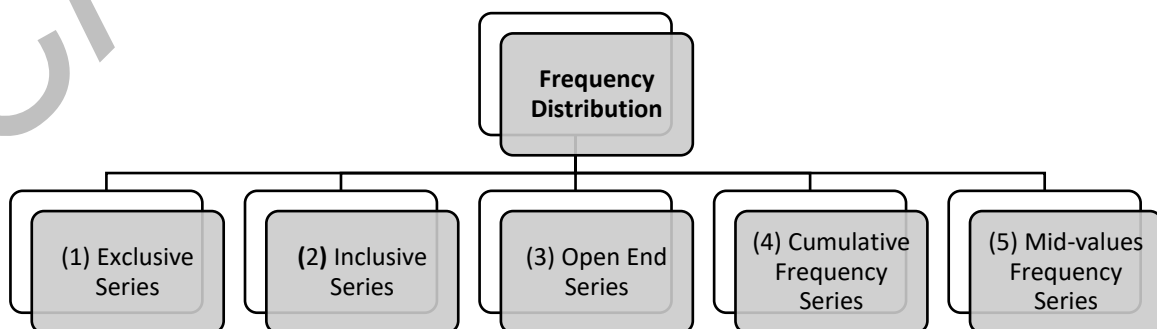 Frequency
Distribution
(1) Exclusive
Series
(2) Inclusive
Series
(3) Open End
Series
(4) Cumulative
Frequency
Series
(5) Mid-values
Frequency
Series